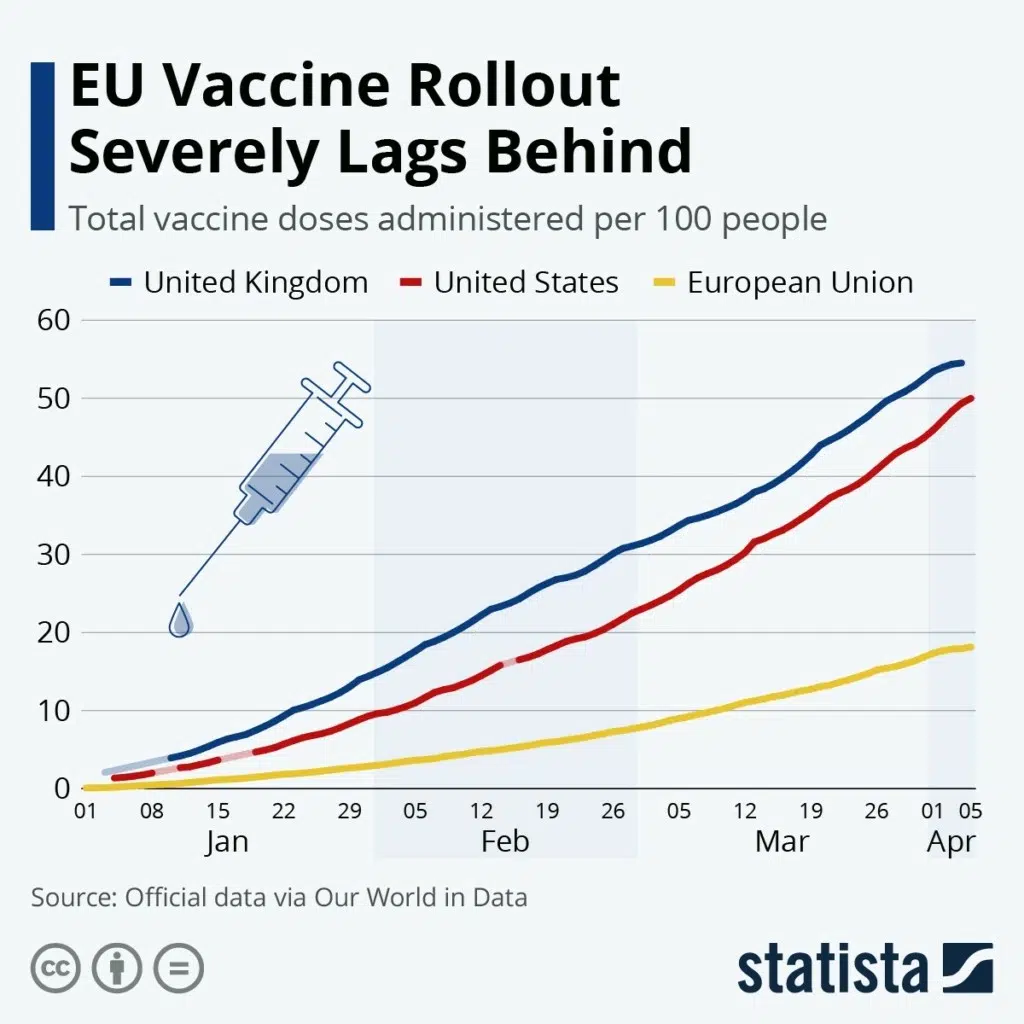 EU Vaccine Rollout
Severely Lags Behind
Total vaccine doses administered per 100 people
United Kingdom United States European Union
60
50
40
30
20
10
0
01 08 15 22 29 05 12 19 26 05 12 19 26 01 05
Jan Feb Mar Apr
Source: Official data via Our World in Data
cc
statista